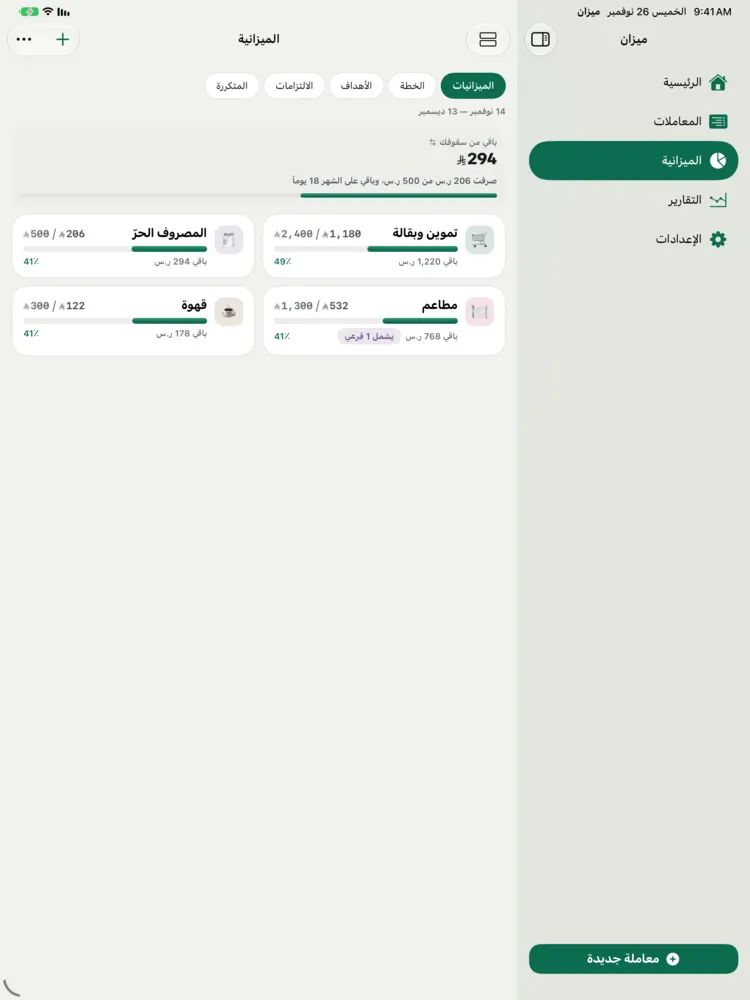 9:41 AM الخميس 26 نوفمبر ميزان
ميزان
الرئيسية
المعاملات
الميزانية
التقارير
الإعدادات
معاملة جديدة
الميزانية
الميزانيات
الخطة
الأهداف
الالتزامات
المتكررة
14 نوفمبر — 13 ديسمبر
باقي من سقوفك
294
صرفت 206 ر.س من 500 ر.س، وباقي على الشهر 18 يوماً
تموين وبقالة
1,180 / 2,400
باقي 1,220 ر.س
49٪
المصروف الحرّ
206 / 500
باقي 294 ر.س
41٪
مطاعم
532 / 1,300
باقي 768 ر.س
يشمل 1 فرعي
41٪
قهوة
122 / 300
باقي 178 ر.س
41٪